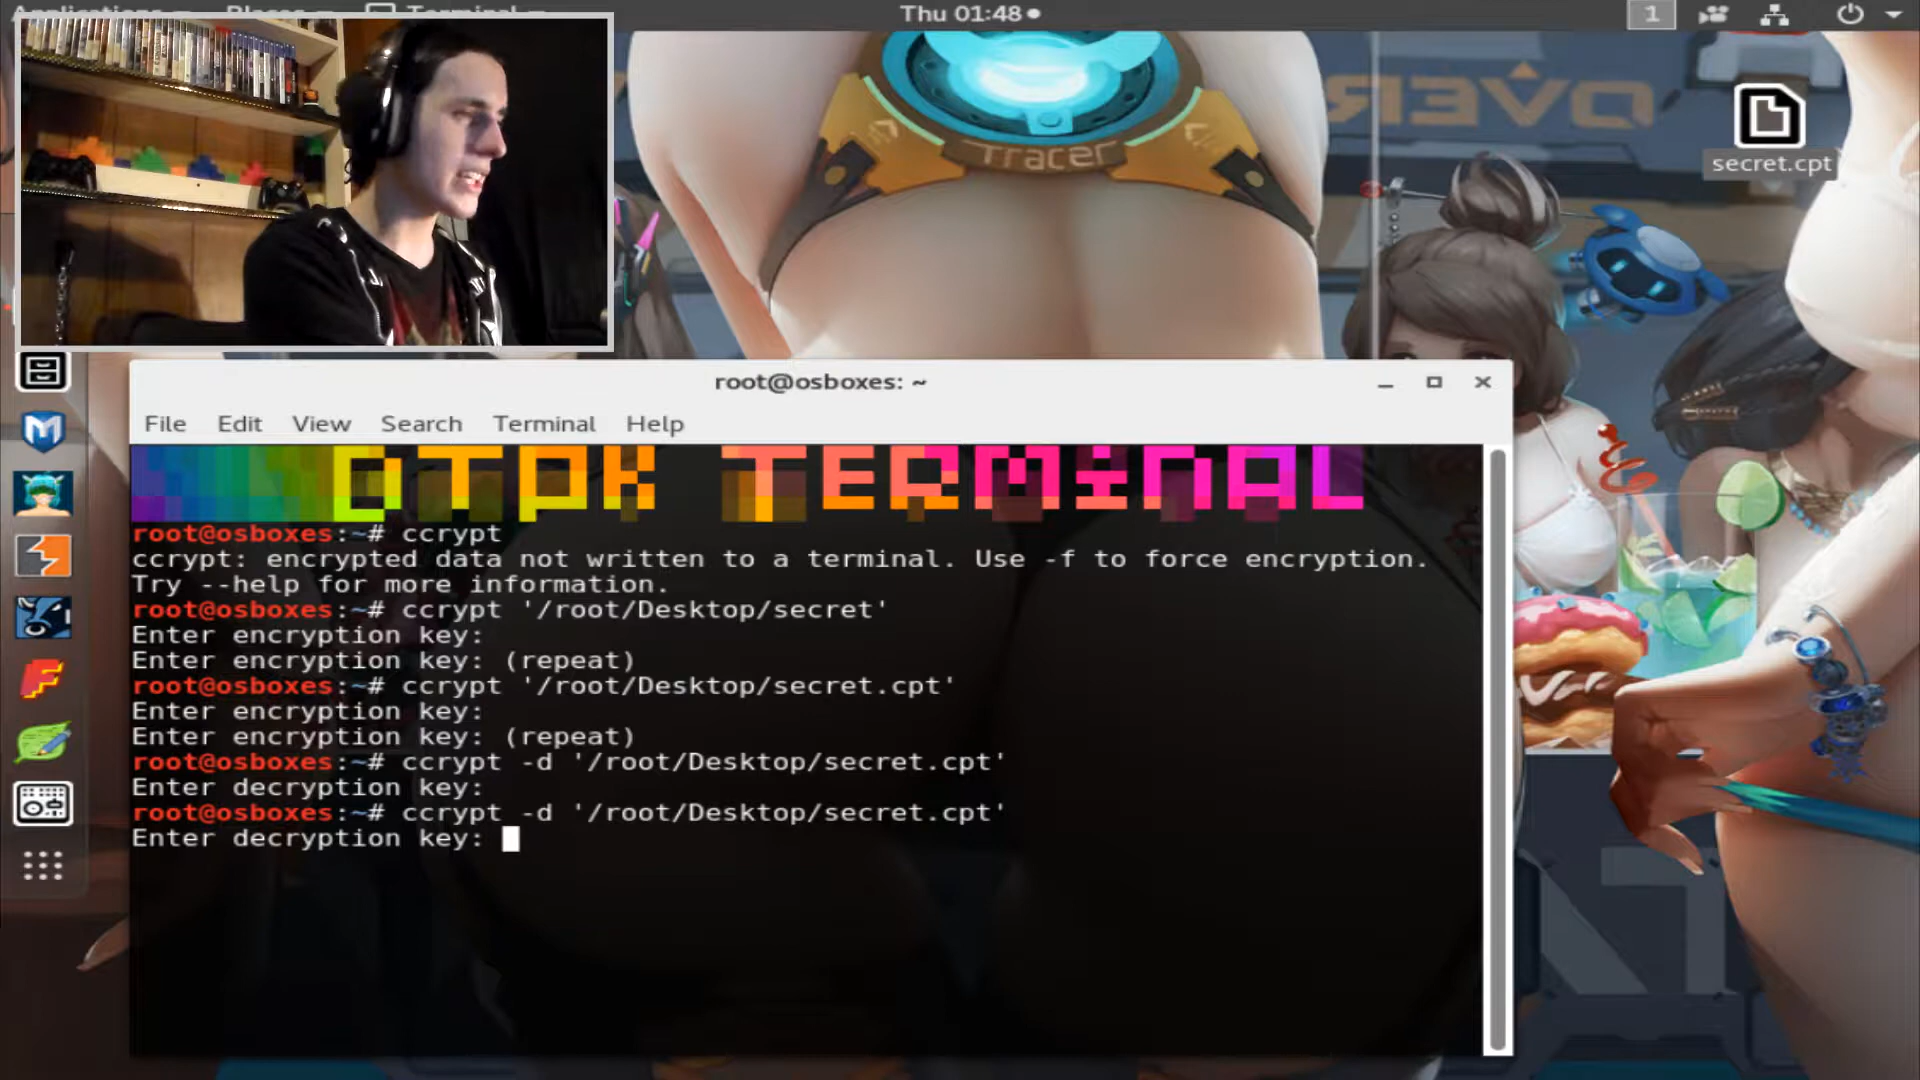 Applications Places Terminal
Thu 01:48
1
Tracer
secret.cpt
root@osboxes: ~
File Edit View Search Terminal Help
DTPK TERMINAL
root@osboxes:~# ccrypt
ccrypt: encrypted data not written to a terminal. Use -f to force encryption.
Try --help for more information.
root@osboxes:~# ccrypt '/root/Desktop/secret'
Enter encryption key:
Enter encryption key: (repeat)
root@osboxes:~# ccrypt '/root/Desktop/secret.cpt'
Enter encryption key:
Enter encryption key: (repeat)
root@osboxes:~# ccrypt -d '/root/Desktop/secret.cpt'
Enter decryption key:
root@osboxes:~# ccrypt -d '/root/Desktop/secret.cpt'
Enter decryption key: